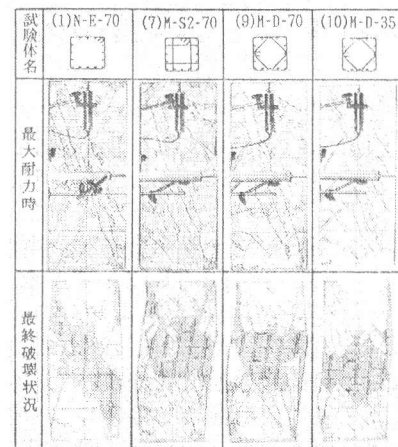 試験体名
(1)N-E-70
(7)M-S2-70
(9)M-D-70
(10)M-D-35
最大耐力時
最終破壊状況